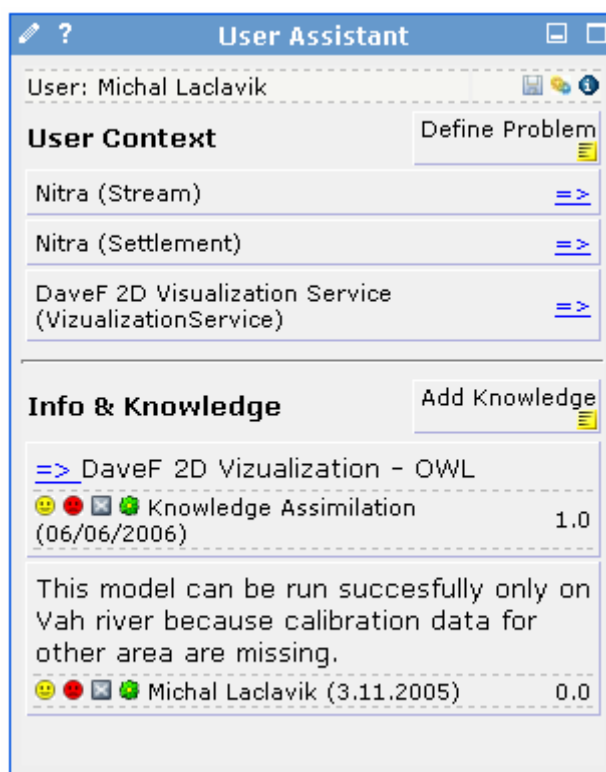 ? User Assistant
User: Michal Laclavik
User Context
Define Problem
Nitra (Stream) =>
Nitra (Settlement) =>
DaveF 2D Visualization Service
(VizualizationService) =>
Info & Knowledge
Add Knowledge
=> DaveF 2D Vizualization - OWL
Knowledge Assimilation
(06/06/2006) 1.0
This model can be run succesfully only on
Vah river because calibration data for
other area are missing.
Michal Laclavik (3.11.2005) 0.0